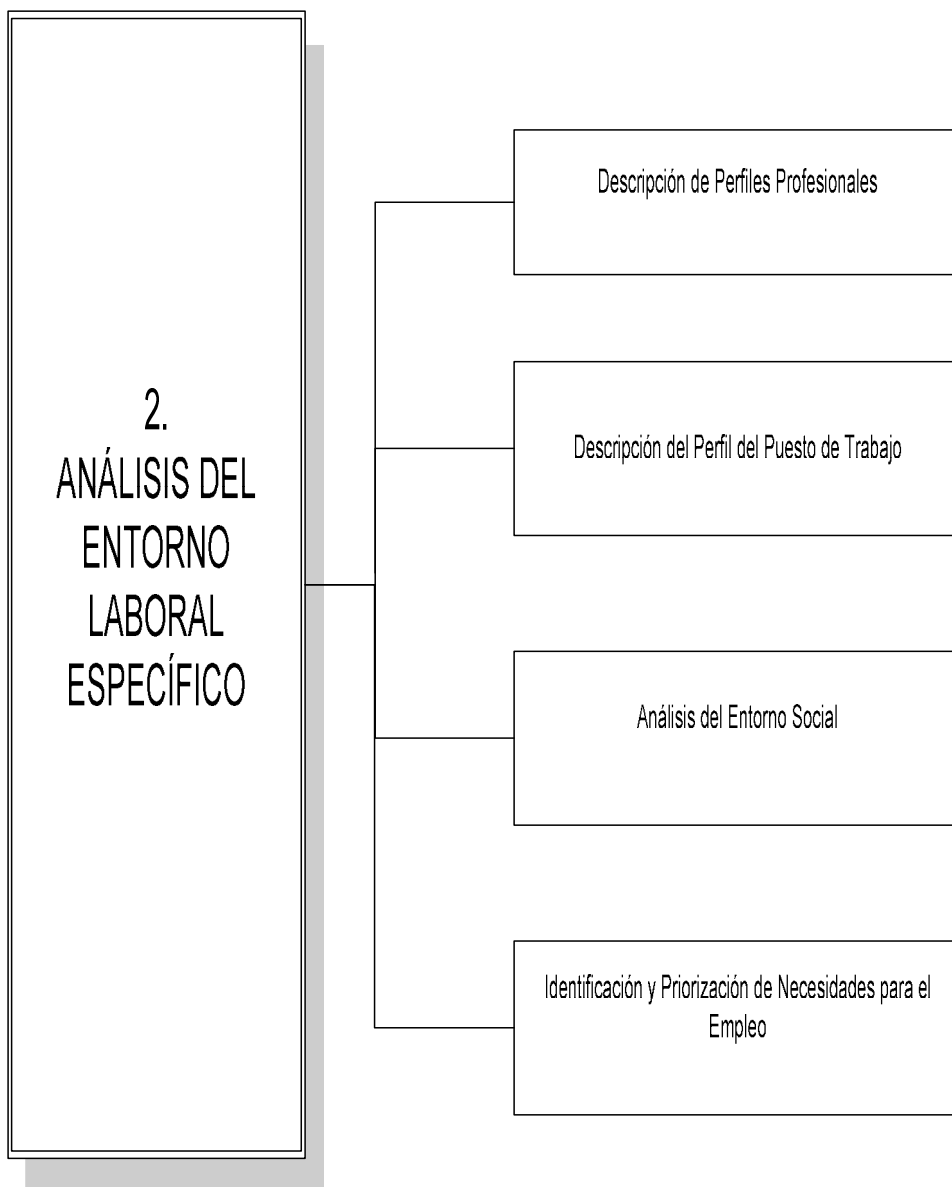 2.
ANÁLISIS DEL
ENTORNO
LABORAL
ESPECÍFICO
Descripción de Perfiles Profesionales
Descripción del Perfil del Puesto de Trabajo
Análisis del Entorno Social
Identificación y Priorización de Necesidades para el
Empleo